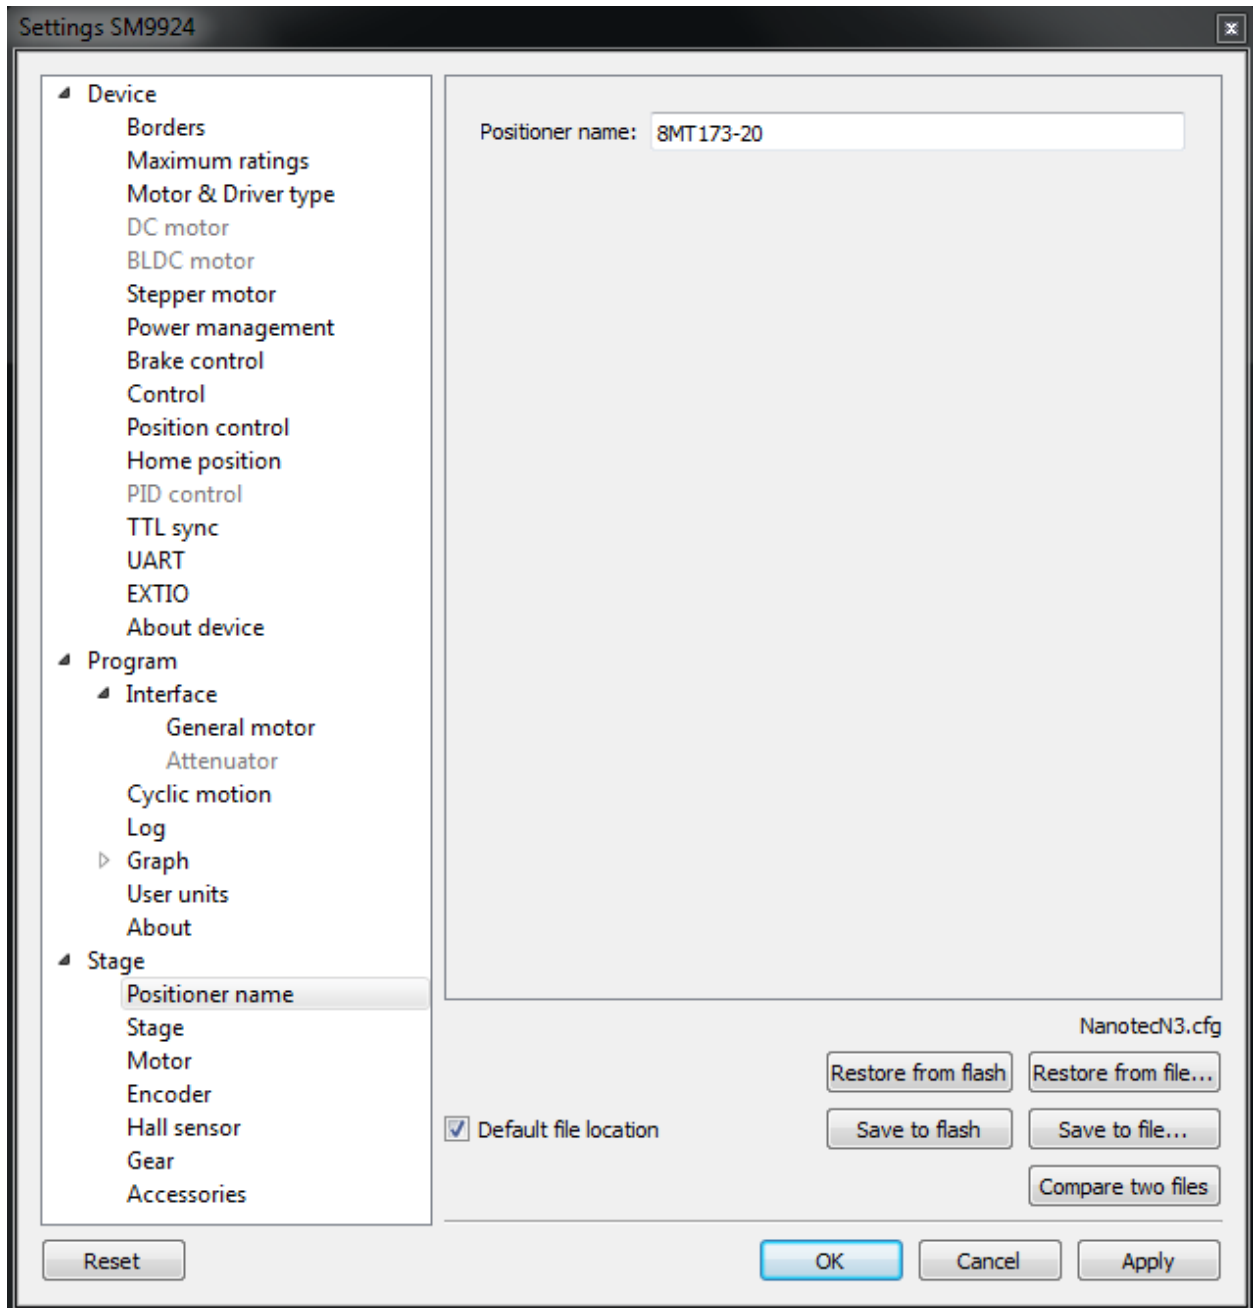 Settings SM9924
Device
Borders
Maximum ratings
Motor & Driver type
DC motor
BLDC motor
Stepper motor
Power management
Brake control
Control
Position control
Home position
PID control
TTL sync
UART
EXTIO
About device
Program
Interface
General motor
Attenuator
Cyclic motion
Log
Graph
User units
About
Stage
Positioner name
Stage
Motor
Encoder
Hall sensor
Gear
Accessories
Positioner name: 8MT173-20
NanotecN3.cfg
Restore from flash Restore from file...
Default file location Save to flash Save to file...
Compare two files
Reset OK Cancel Apply